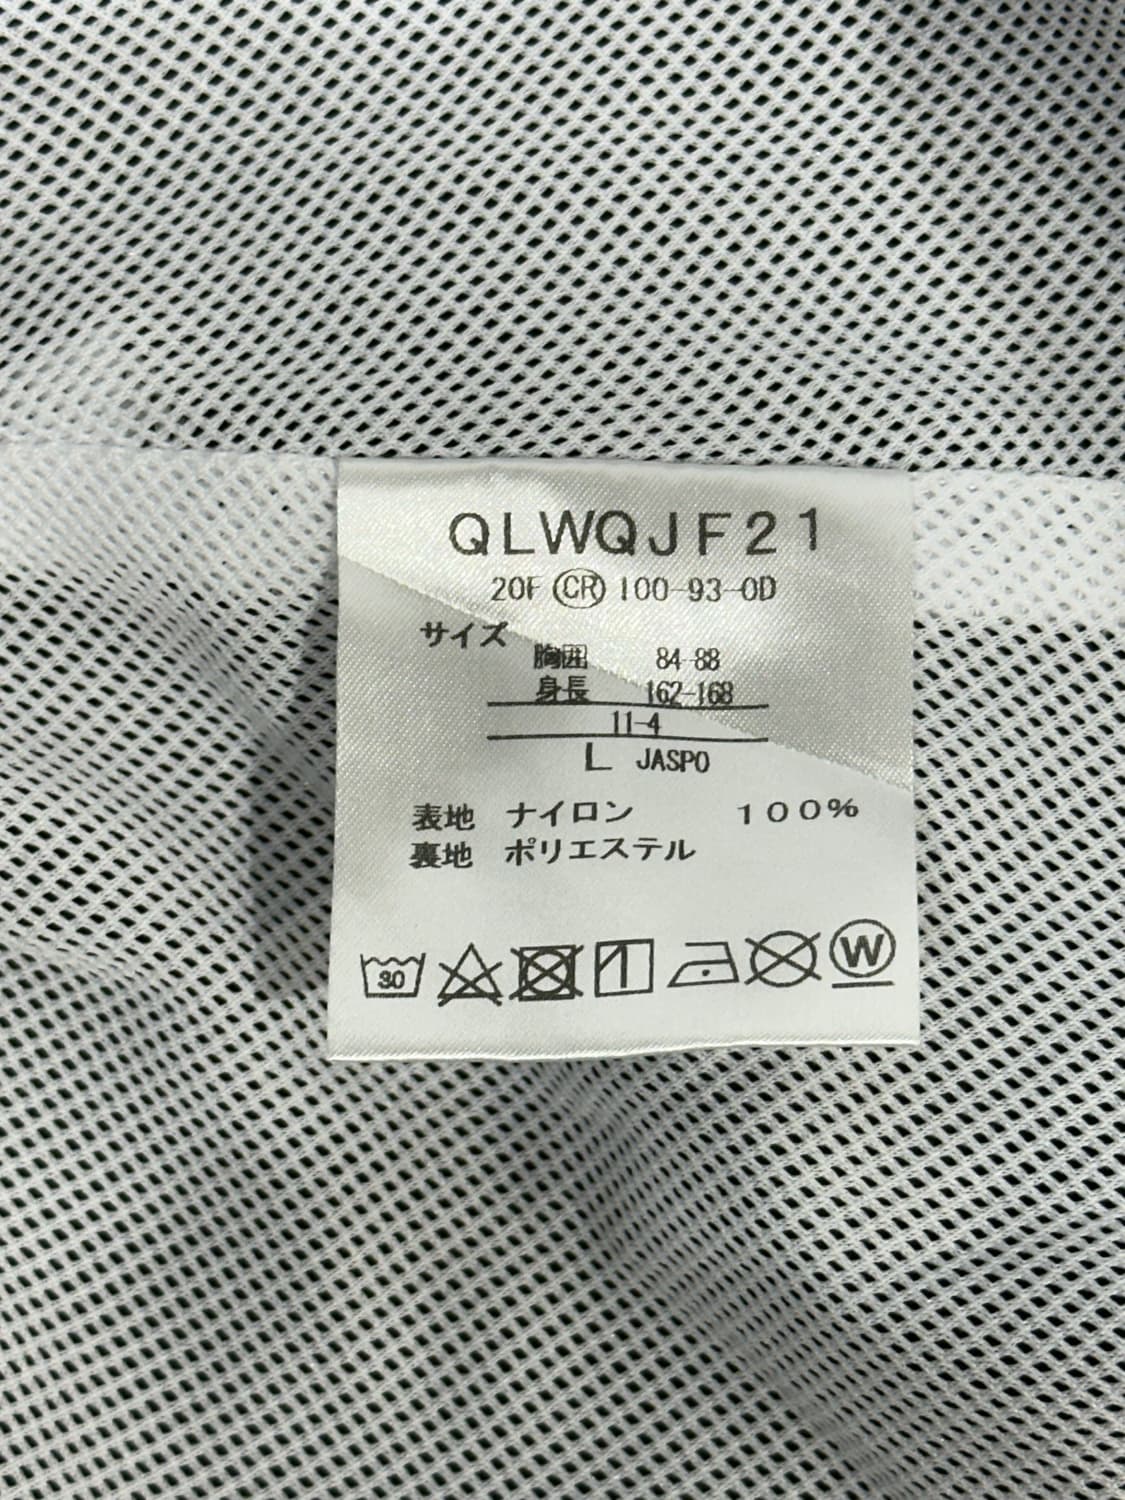 QLWQJF21
20F CR 100-93-0D
サイズ
胸囲 84-88
身長 162-168
11-4
L JASPO
表地 ナイロン 100%
裏地 ポリエステル
30
W